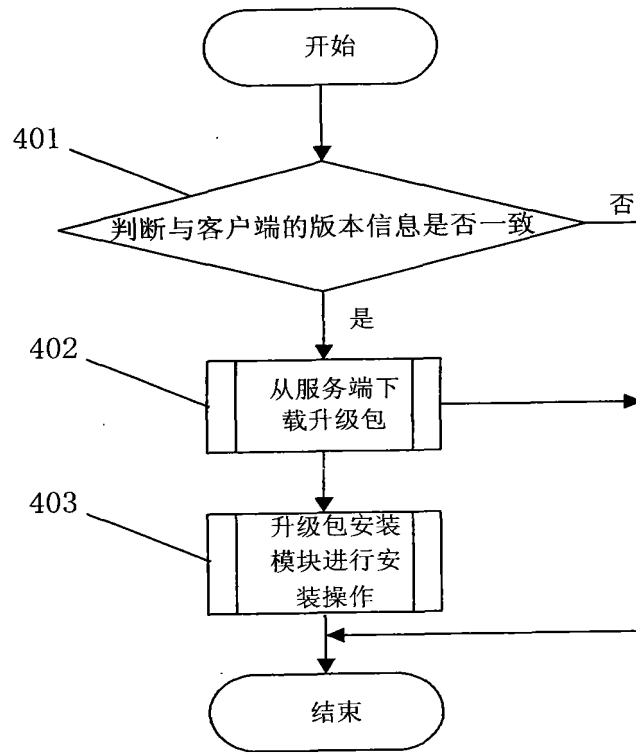 开始
401
判断与客户端的版本信息是否一致
否
是
402
从服务端下
载升级包
403
升级包安装
模块进行安
装操作
结束